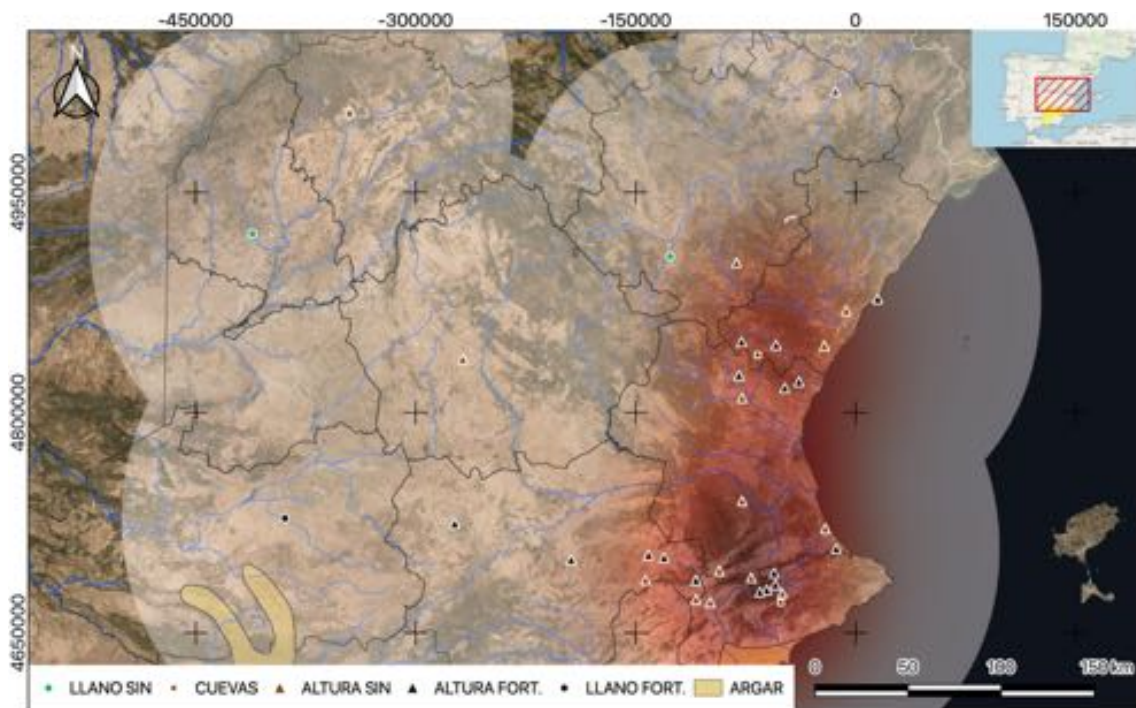 -450000 -300000 -150000 0 150000
N
4950000
4800000
4650000
0 50 100 150 km
LLANO SIN CUEVAS ALTURA SIN ALTURA FORT. LLANO FORT. ARGAR